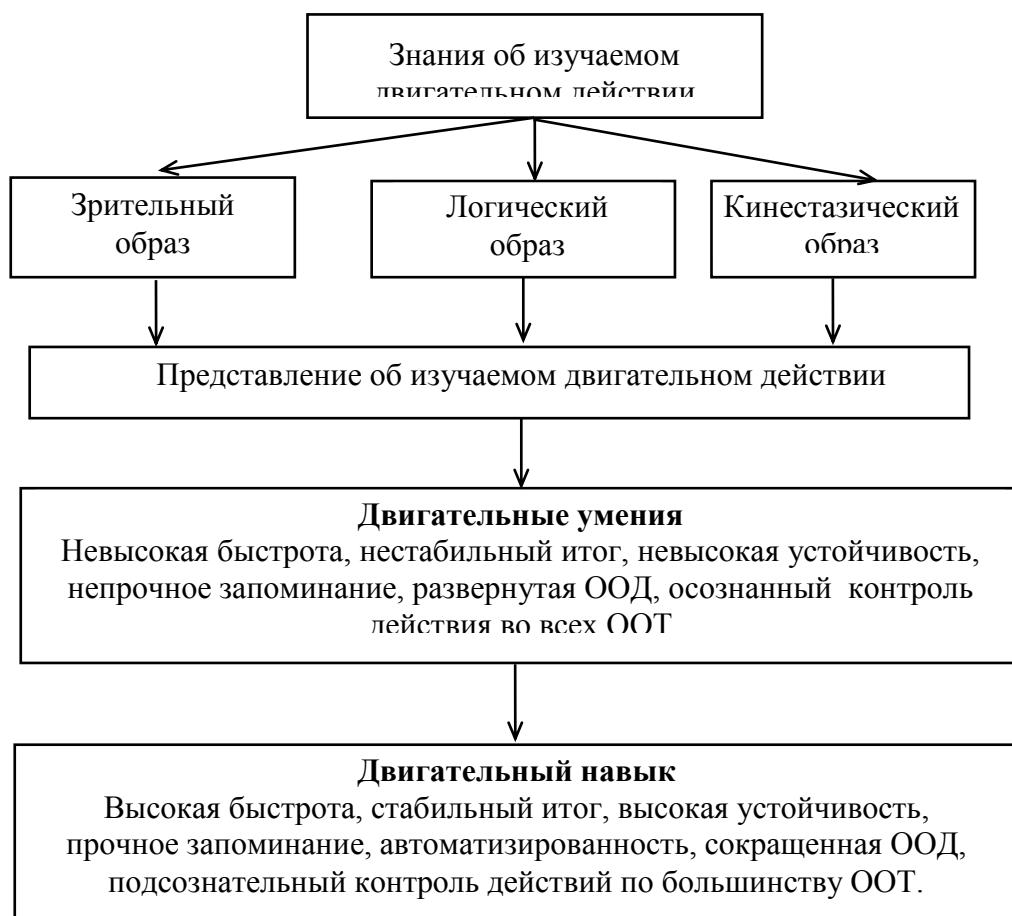 Знания об изучаемом
двигательном действии
Зрительный
образ
Логический
образ
Кинестазический
образ
Представление об изучаемом двигательном действии
Двигательные умения
Невысокая быстрота, нестабильный итог, невысокая устойчивость,
непрочное запоминание, развернутая ООД, осознанный контроль
действия во всех ООТ
Двигательный навык
Высокая быстрота, стабильный итог, высокая устойчивость,
прочное запоминание, автоматизированность, сокращенная ООД,
подсознательный контроль действий по большинству ООТ.